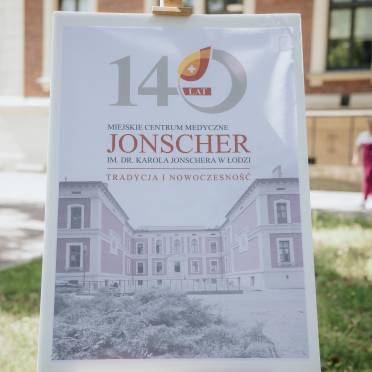 140
LAT
MIEJSKIE CENTRUM MEDYCZNE
JONSCHER
IM. DR. KAROLA JONSCHERA W ŁODZI
TRADYCJA I NOWOCZESNOŚĆ